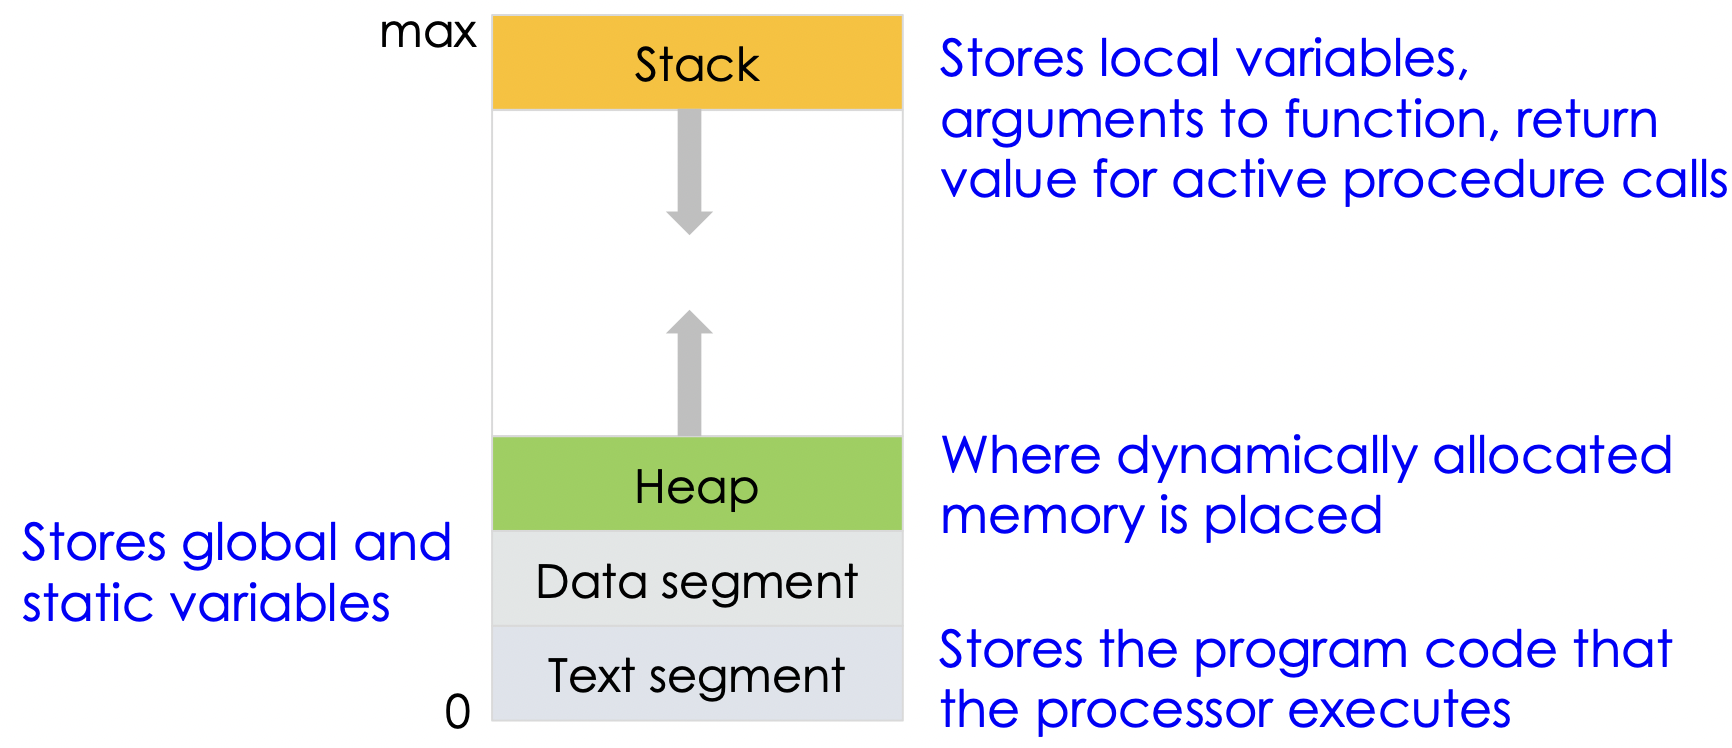 max
Stack
Stores local variables,
arguments to function, return
value for active procedure calls
Heap
Where dynamically allocated
memory is placed
Stores global and
static variables
Data segment
Text segment
Stores the program code that
the processor executes
0